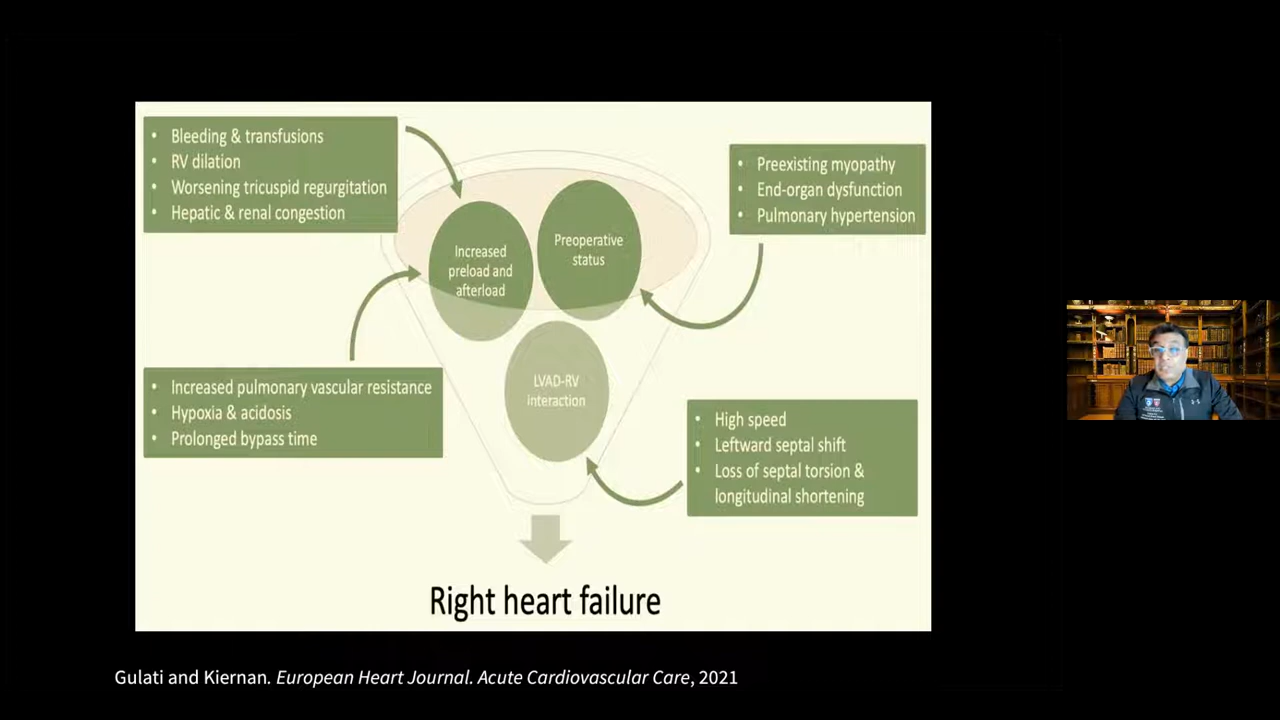 • Bleeding & transfusions
• RV dilation
• Worsening tricuspid regurgitation
• Hepatic & renal congestion
• Preexisting myopathy
• End-organ dysfunction
• Pulmonary hypertension
Increased
preload and
afterload
Preoperative
status
LVAD-RV
interaction
• Increased pulmonary vascular resistance
• Hypoxia & acidosis
• Prolonged bypass time
• High speed
• Leftward septal shift
• Loss of septal torsion &
longitudinal shortening
Right heart failure
Gulati and Kiernan. European Heart Journal. Acute Cardiovascular Care, 2021